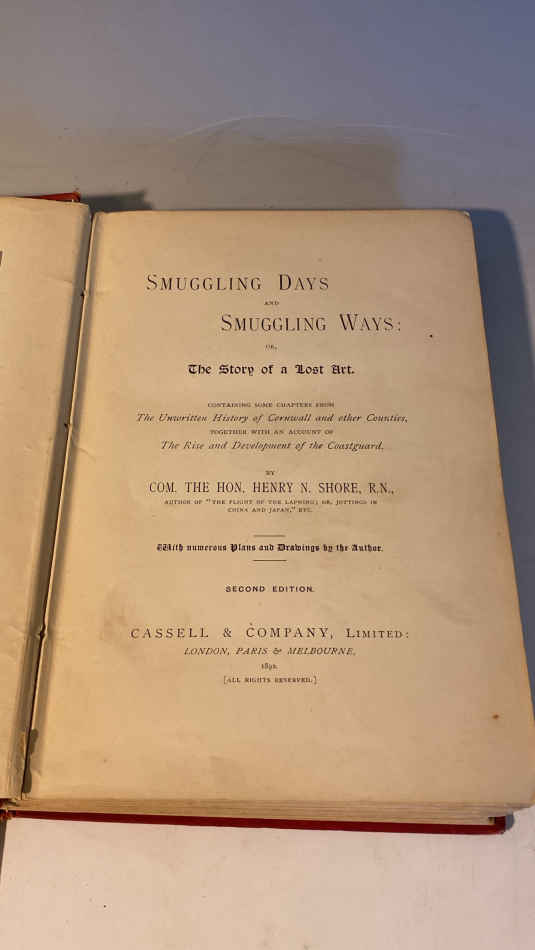 SMUGGLING DAYS
AND
SMUGGLING WAYS:
OR,
The Story of a Lost Art.
CONTAINING SOME CHAPTERS FROM
The Unwritten History of Cornwall and other Counties,
TOGETHER WITH AN ACCOUNT OF
The Rise and Development of the Coastguard.
BY
COM. THE HON. HENRY N. SHORE, R.N.,
AUTHOR OF "THE FLIGHT OF THE LAPWING; OR, JOTTINGS IN
CHINA AND JAPAN," ETC.
With numerous Plans and Drawings by the Author.
SECOND EDITION.
CASSELL & COMPANY, LIMITED:
LONDON, PARIS & MELBOURNE.
1892.
[ALL RIGHTS RESERVED.]